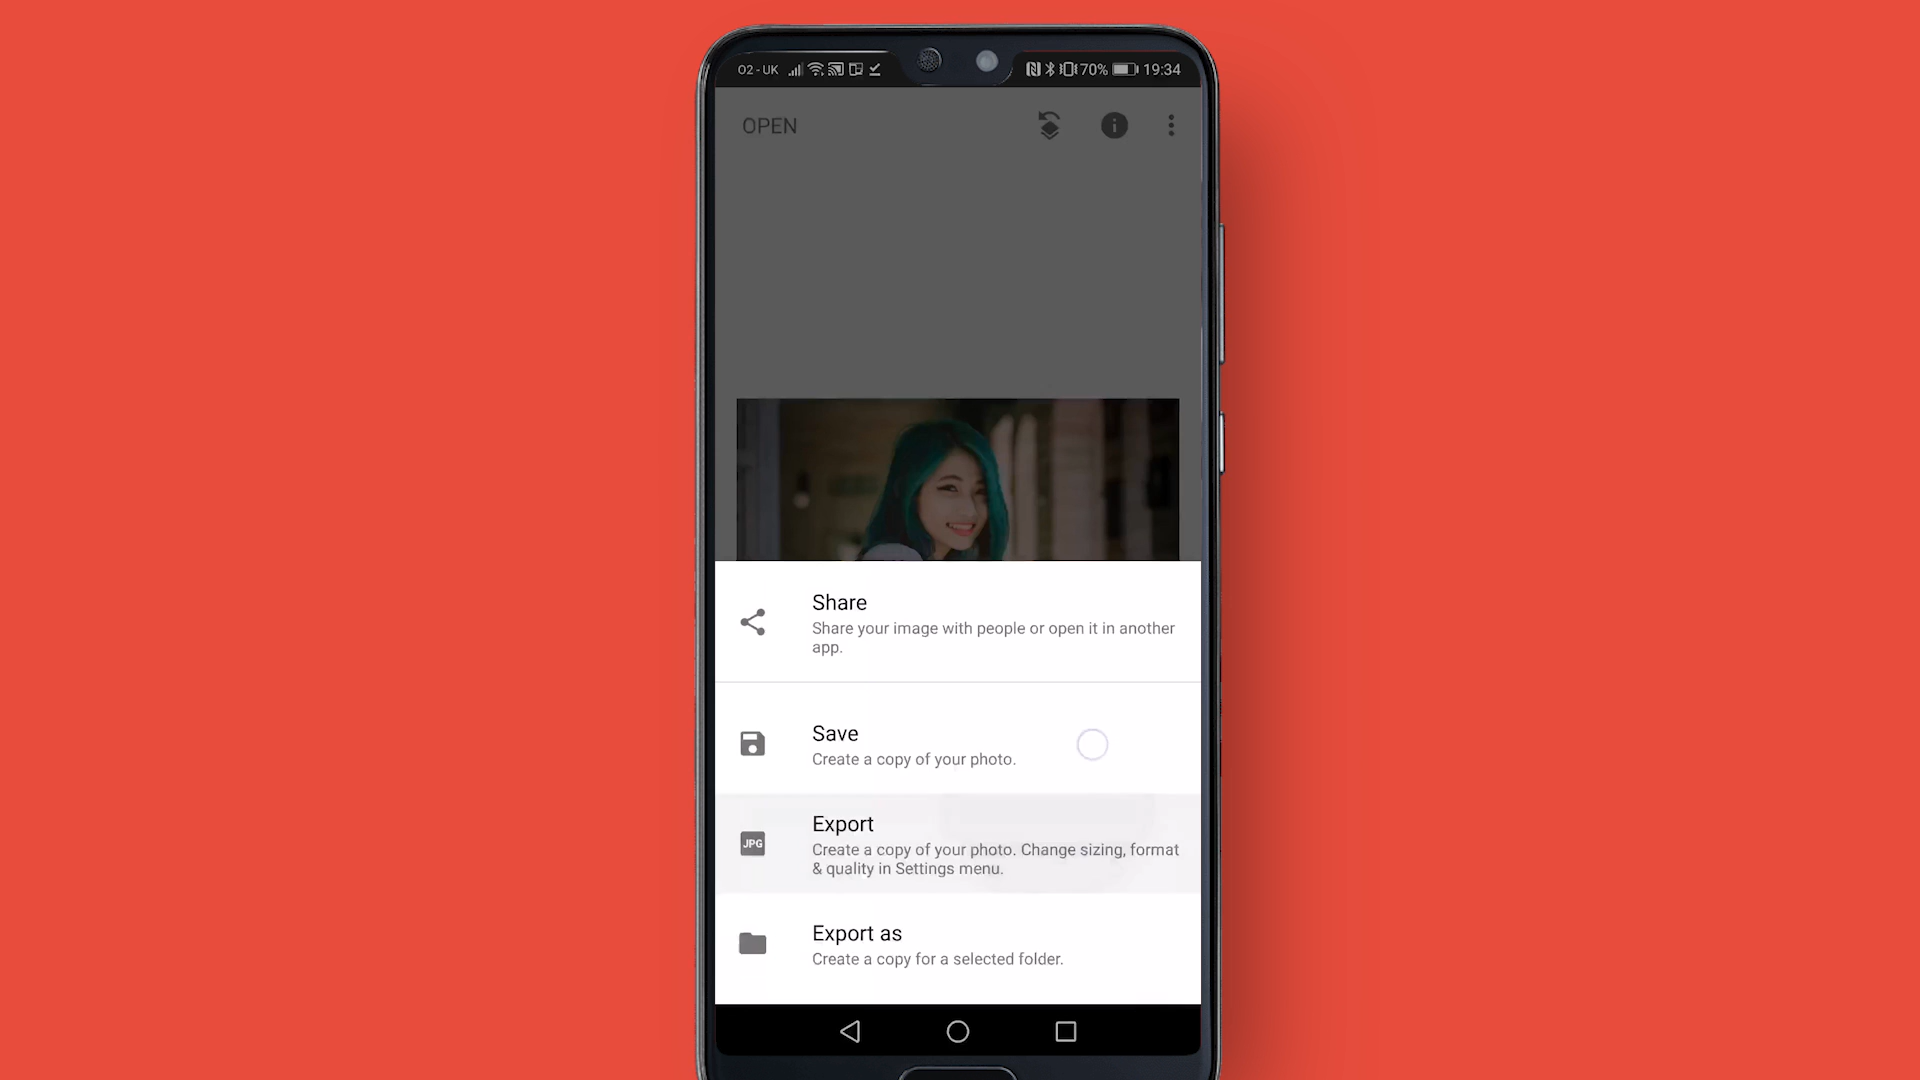 O2 - UK 70% 19:34
OPEN
Share
Share your image with people or open it in another
app.
Save
Create a copy of your photo.
JPG
Export
Create a copy of your photo. Change sizing, format
& quality in Settings menu.
Export as
Create a copy for a selected folder.